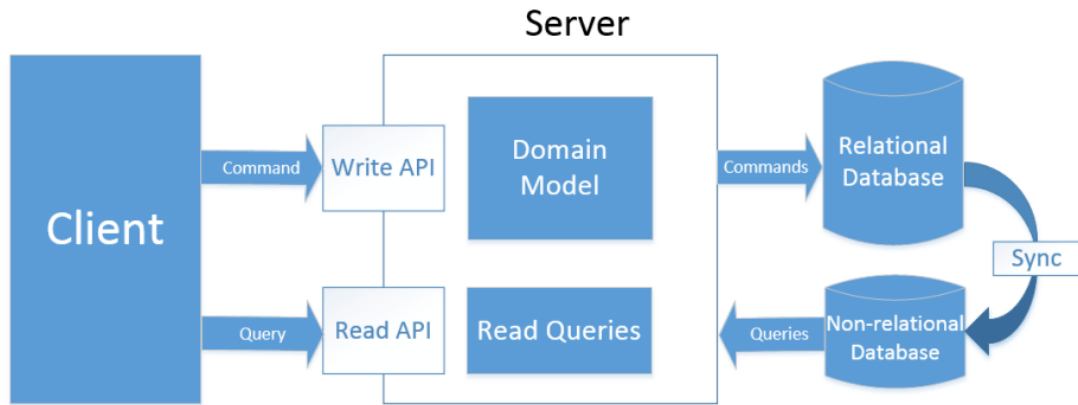 Server
Client
Command
Write API
Domain
Model
Commands
Relational
Database
Sync
Query
Read API
Read Queries
Queries
Non-relational
Database